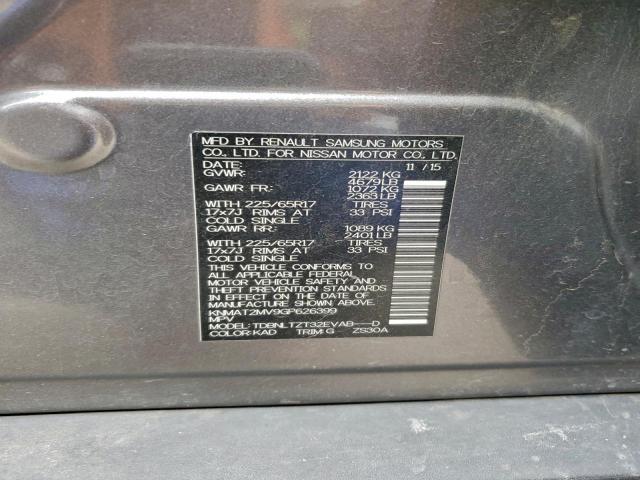 MFD BY RENAULT SAMSUNG MOTORS
CO., LTD. FOR NISSAN MOTOR CO., LTD.
DATE: 11 / 15
GVWR: 2122 KG
4679LB
GAWR FR: 1072 KG
2363LB
WITH 225/65R17 TIRES
17x7J RIMS AT 33 PSI
COLD SINGLE
GAWR RR: 1089 KG
2401LB
WITH 225/65R17 TIRES
17x7J RIMS AT 33 PSI
COLD SINGLE
THIS VEHICLE CONFORMS TO
ALL APPLICABLE FEDERAL
MOTOR VEHICLE SAFETY AND
THEFT PREVENTION STANDARDS
IN EFFECT ON THE DATE OF
MANUFACTURE SHOWN ABOVE.
KNMAT2MV9GP626399
MPV
MODEL: TDBNLTZT32EVAB---D
COLOR:KAD TRIM:G ZS30A